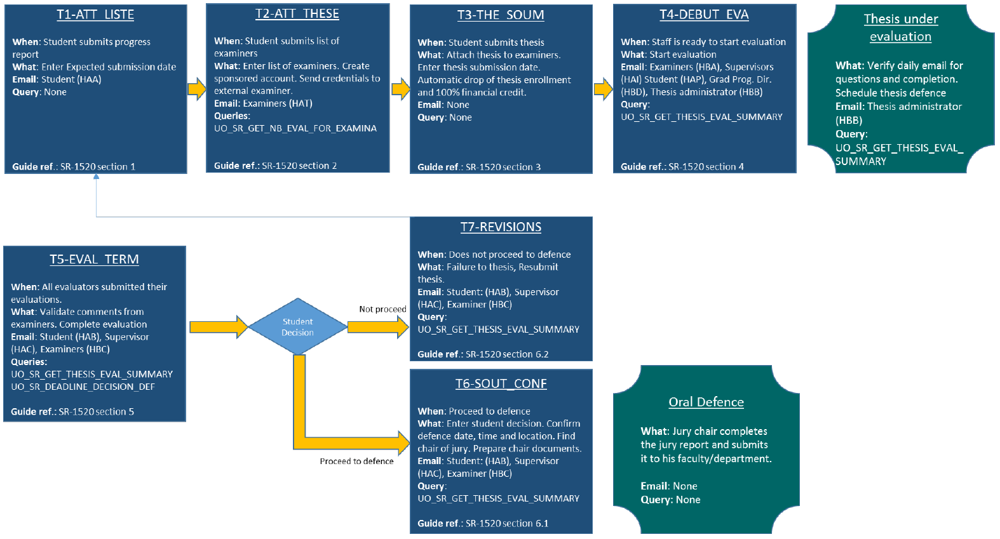 T1-ATT_LISTE
When: Student submits progress
report
What: Enter Expected submission date
Email: Student (HAA)
Query: None
Guide ref.: SR-1520 section 1
T2-ATT_THESE
When: Student submits list of
examiners
What: Enter list of examiners. Create
sponsored account. Send credentials to
external examiner.
Email: Examiners (HAT)
Queries:
UO_SR_GET_NB_EVAL_FOR_EXAMINA
Guide ref.: SR-1520 section 2
T3-THE_SOUM
When: Student submits thesis
What: Attach thesis to examiners.
Enter thesis submission date.
Automatic drop of thesis enrollment
and 100% financial credit.
Email: None
Query: None
Guide ref.: SR-1520 section 3
T4-DEBUT_EVA
When: Staff is ready to start evaluation
What: Start evaluation
Email: Examiners (HBA), Supervisors
(HAI) Student (HAP), Grad Prog. Dir.
(HBD), Thesis administrator (HBB)
Query:
UO_SR_GET_THESIS_EVAL_SUMMARY
Guide ref.: SR-1520 section 4
Thesis under
evaluation
What: Verify daily email for
questions and completion.
Schedule thesis defence
Email: Thesis administrator
(HBB)
Query:
UO_SR_GET_THESIS_EVAL_
SUMMARY
T5-EVAL_TERM
When: All evaluators submitted their
evaluations.
What: Validate comments from
examiners. Complete evaluation
Email: Student (HAB), Supervisor
(HAC), Examiners (HBC)
Queries:
UO_SR_GET_THESIS_EVAL_SUMMARY
UO_SR_DEADLINE_DECISION_DEF
Guide ref.: SR-1520 section 5
Student
Decision
Not proceed
Proceed to defence
T7-REVISIONS
When: Does not proceed to defence
What: Failure to thesis, Resubmit
thesis.
Email: Student: (HAB), Supervisor
(HAC), Examiner (HBC)
Query:
UO_SR_GET_THESIS_EVAL_SUMMARY
Guide ref.: SR-1520 section 6.2
T6-SOUT_CONF
When: Proceed to defence
What: Enter student decision. Confirm
defence date, time and location. Find
chair of jury. Prepare chair documents.
Email: Student: (HAB), Supervisor
(HAC), Examiner (HBC)
Query:
UO_SR_GET_THESIS_EVAL_SUMMARY
Guide ref.: SR-1520 section 6.1
Oral Defence
What: Jury chair completes
the jury report and submits
it to his faculty/department.
Email: None
Query: None